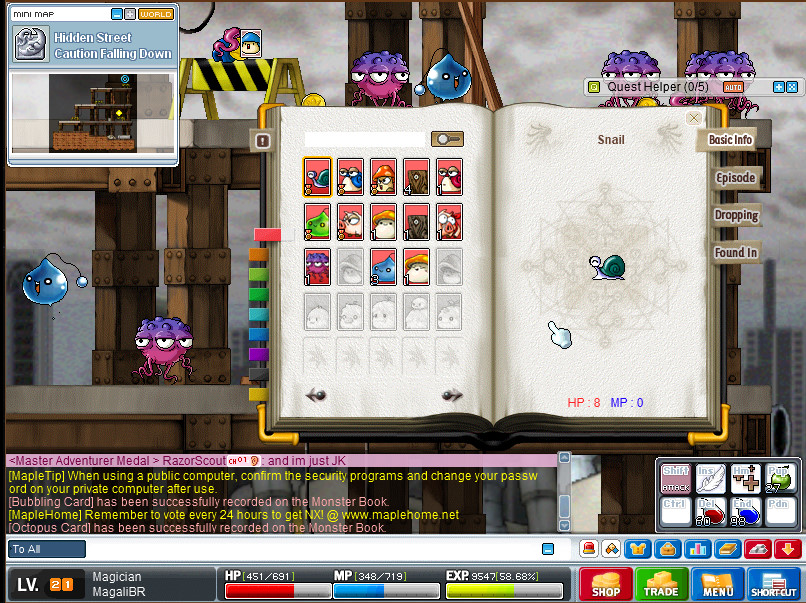 MINI MAP
WORLD
Hidden Street
Caution Falling Down
Quest Helper (0/5)
AUTO
Snail
Basic Info
Episode
Dropping
Found In
HP : 8 MP : 0
<Master Adventurer Medal > RazorScout CH 01 : and im just JK
[MapleTip] When using a public computer, confirm the security programs and change your passw
ord on your private computer after use.
[Bubbling Card] has been successfully recorded on the Monster Book.
[MapleHome] Remember to vote every 24 hours to get NX! @ www.maplehome.net
[Octopus Card] has been successfully recorded on the Monster Book.
Shift
Ins
Hm
Pup
ATTACK
27
Ctrl
Del
End
Pdn
To All
LV. 21
Magician
MagaliBR
HP [451/691]
MP [348/719]
EXP. 9547 [58.68%]
SHOP
TRADE
MENU
SHORT CUT